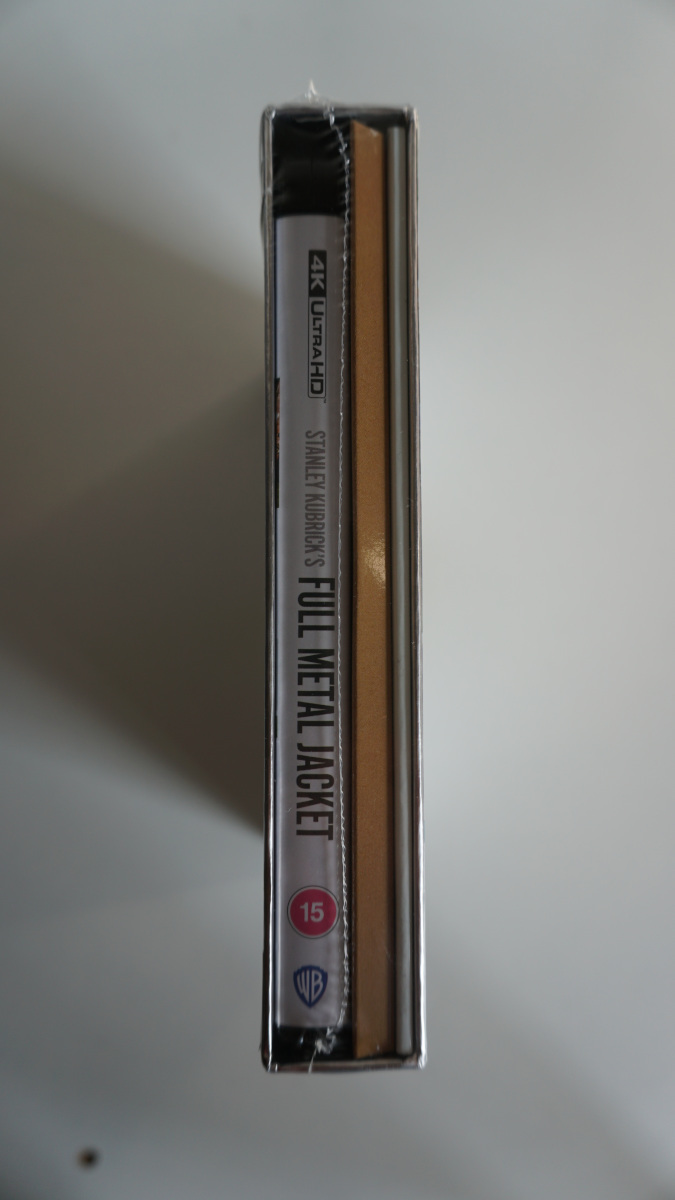 4K ULTRA HD
STANLEY KUBRICK'S
FULL METAL JACKET
15
WB